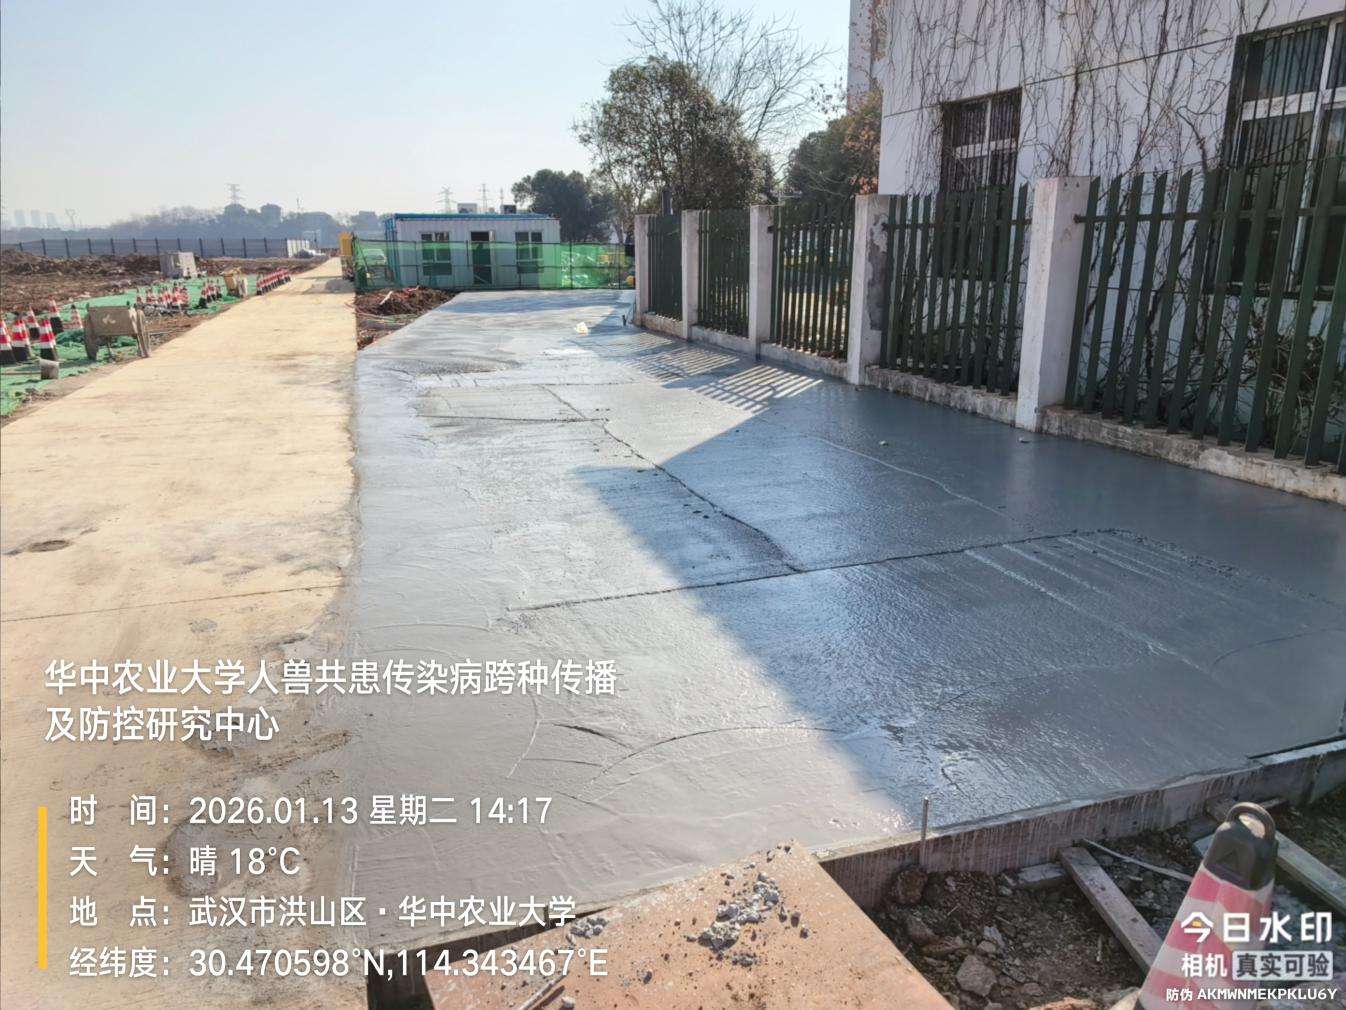 华中农业大学人兽共患传染病跨种传播
及防控研究中心
时 间：2026.01.13 星期二 14:17
天 气：晴 18°C
地 点：武汉市洪山区·华中农业大学
经纬度：30.470598°N,114.343467°E
今日水印
相机 真实可验
防伪 AKMWNMEKPKLU6Y